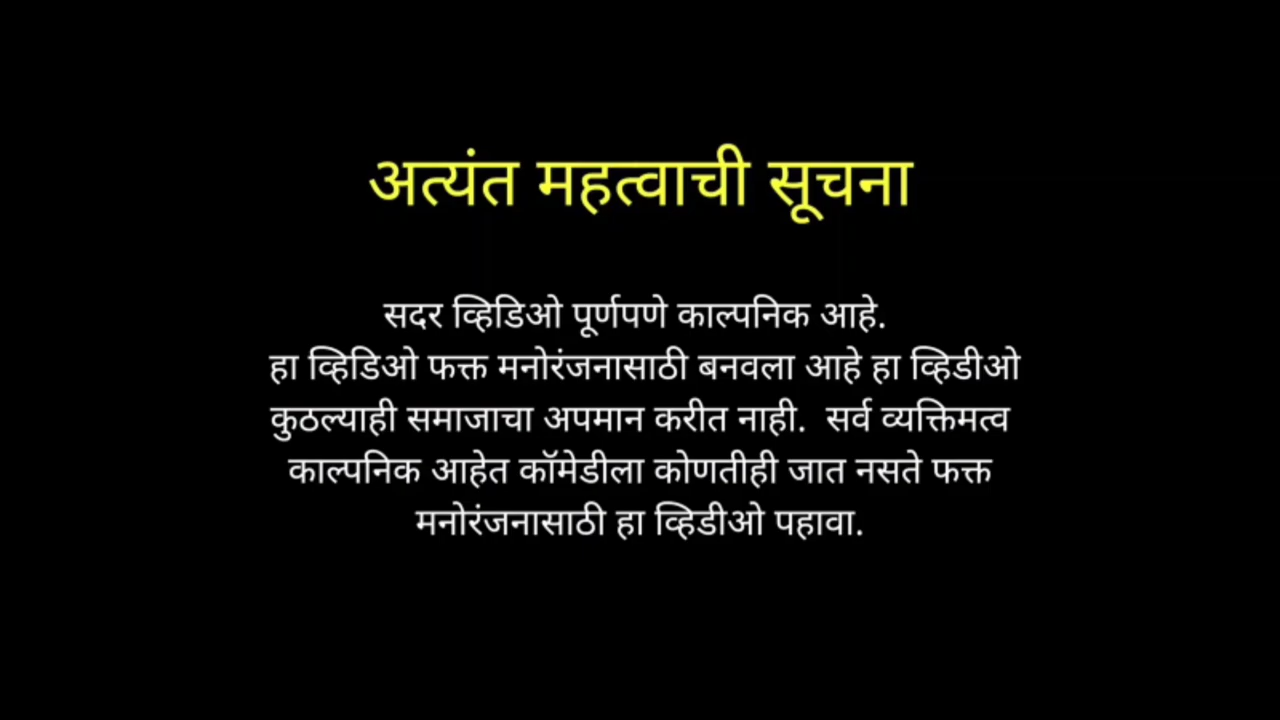 अत्यंत महत्वाची सूचना
सदर व्हिडिओ पूर्णपणे काल्पनिक आहे.
हा व्हिडिओ फक्त मनोरंजनासाठी बनवला आहे हा व्हिडीओ
कुठल्याही समाजाचा अपमान करीत नाही.  सर्व व्यक्तिमत्व
काल्पनिक आहेत कॉमेडीला कोणतीही जात नसते फक्त
मनोरंजनासाठी हा व्हिडीओ पहावा.